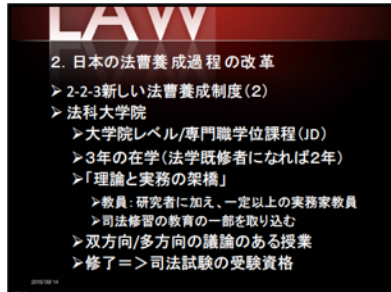 LAW
2. 日本の法曹養成過程の改革
➢2-2-3新しい法曹養成制度(2)
➢法科大学院
➢大学院レベル/専門職学位課程(JD)
➢3年の在学(法学既修者になれば2年)
➢「理論と実務の架橋」
➢教員:研究者に加え、一定以上の実務家教員
➢司法修習の教育の一部を取り込む
➢双方向/多方向の議論のある授業
➢修了=>司法試験の受験資格
2019/09/14